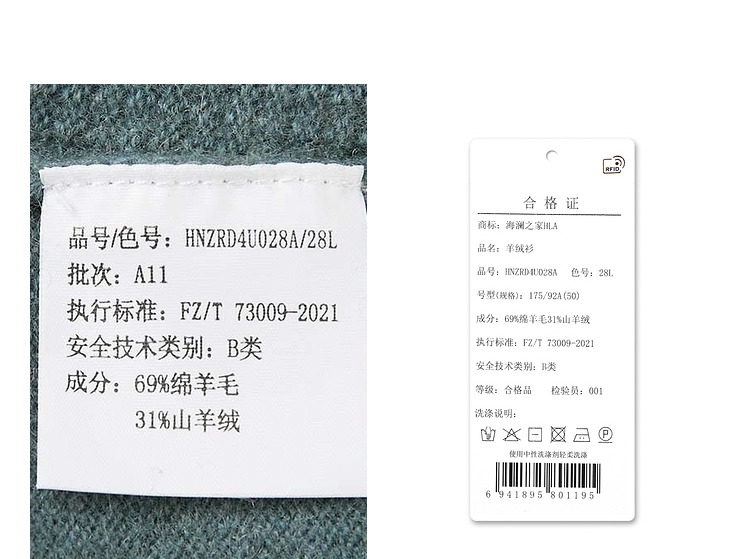 品号/色号：HNZRD4U028A/28L
批次：A11
执行标准：FZ/T 73009-2021
安全技术类别：B类
成分：69%绵羊毛
31%山羊绒
RFID
合格证
商标：海澜之家HLA
品名：羊绒衫
品号：HNZRD4U028A 色号：28L
号型(规格)：175/92A(50)
成分：69%绵羊毛31%山羊绒
执行标准：FZ/T 73009-2021
安全技术类别：B类
等级：合格品 检验员：001
洗涤说明：
使用中性洗涤剂轻柔洗涤
6 941895 801195